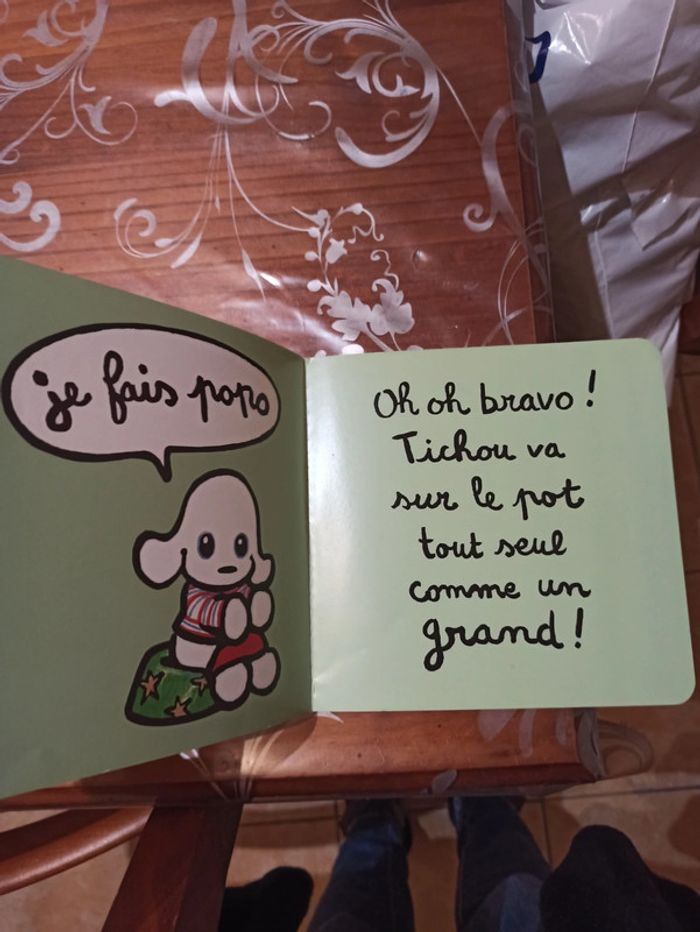 je fais popo
Oh oh bravo !
Tichou va
sur le pot
tout seul
comme un
grand !